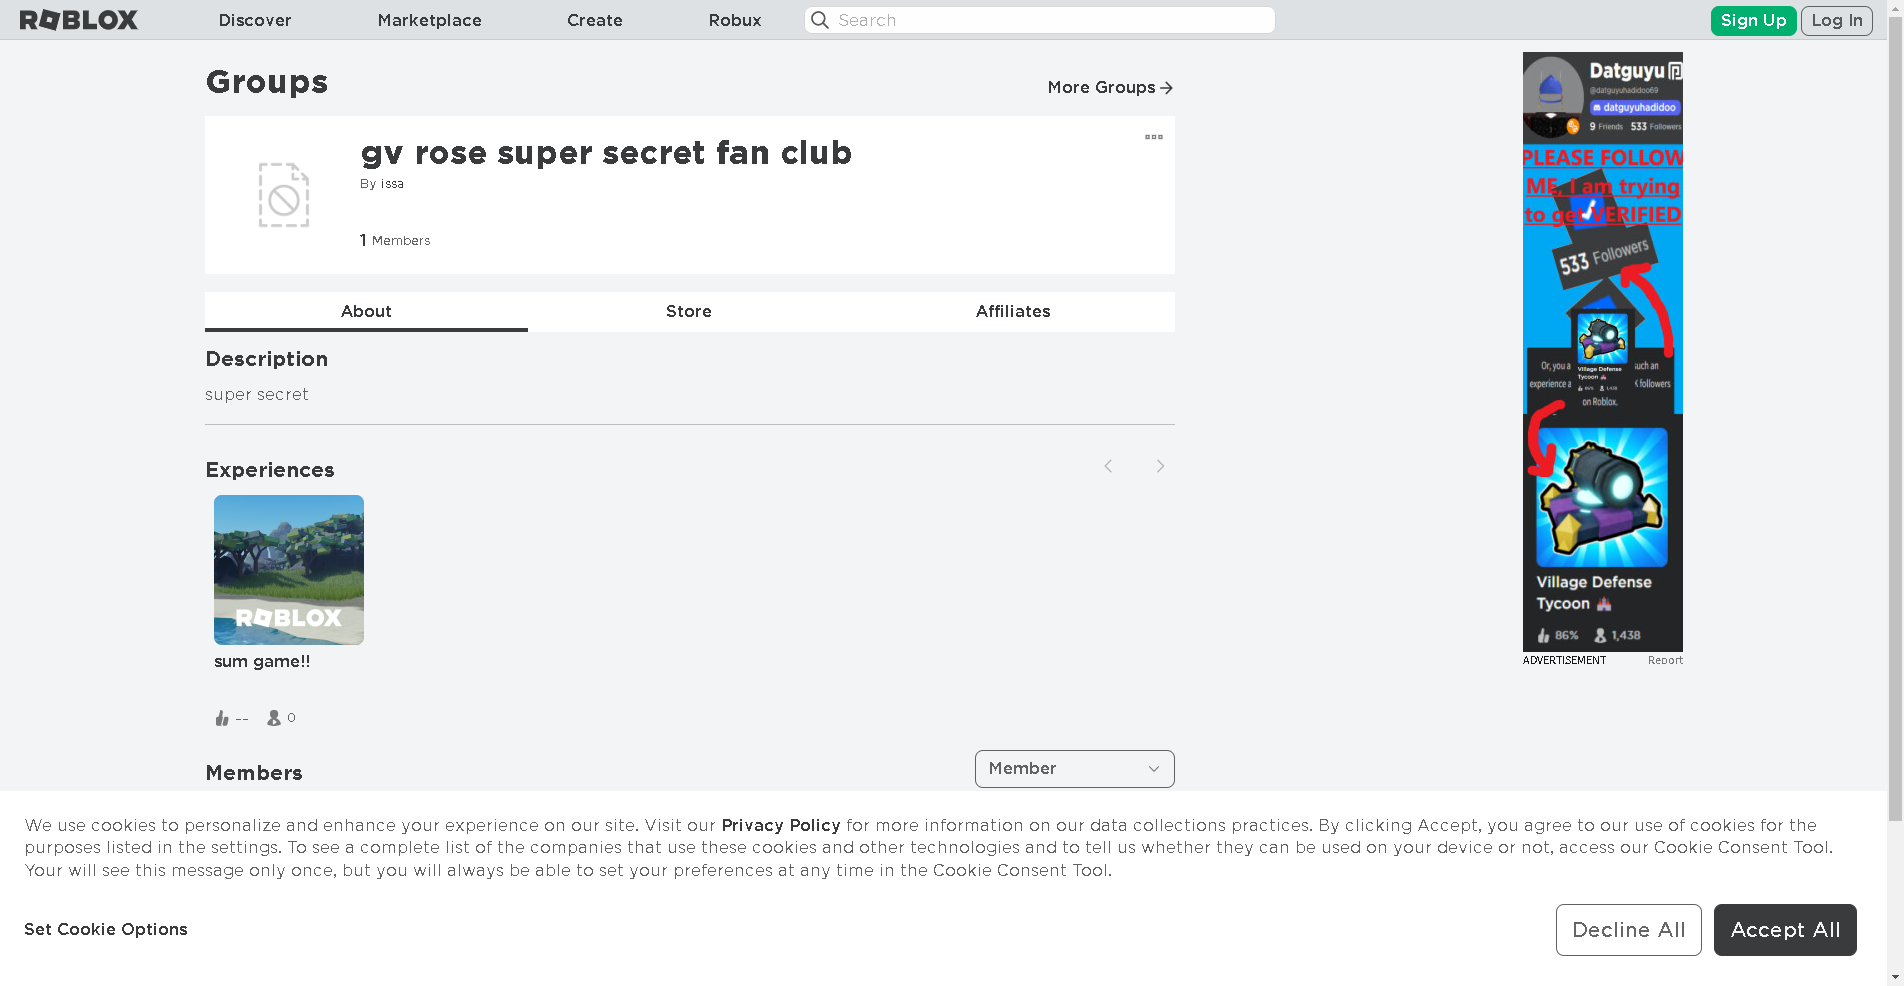 ROBLOX
Discover
Marketplace
Create
Robux
Search
Sign Up
Log In
Groups
More Groups
gv rose super secret fan club
By issa
1 Members
About
Store
Affiliates
Description
super secret
Experiences
ROBLOX
sum game!!
--
0
Members
Member
Datguyu
@datguyuhadidoo69
datguyuhadidoo
9 Friends 533 Followers
PLEASE FOLLOW
ME, I am trying
to get VERIFIED
533 Followers
Or, you a
such an
experience a
K followers
on Roblox.
Village Defense
Tycoon
86% 1,438
Village Defense
Tycoon
86% 1,438
ADVERTISEMENT
Report
We use cookies to personalize and enhance your experience on our site. Visit our Privacy Policy for more information on our data collections practices. By clicking Accept, you agree to our use of cookies for the
purposes listed in the settings. To see a complete list of the companies that use these cookies and other technologies and to tell us whether they can be used on your device or not, access our Cookie Consent Tool.
Your will see this message only once, but you will always be able to set your preferences at any time in the Cookie Consent Tool.
Set Cookie Options
Decline All
Accept All